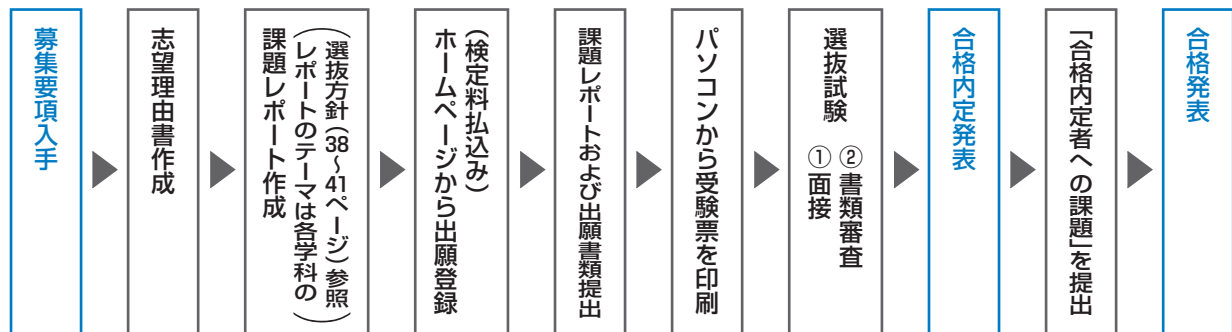 募集要項入手
志望理由書作成
課題レポート作成
（レポートのテーマは各学科の
選抜方針（38〜41ページ）参照）
ホームページから出願登録
（検定料払込み）
課題レポートおよび出願書類提出
パソコンから受験票を印刷
選抜試験 ①面接
②書類審査
合格内定発表
「合格内定者への課題」を提出
合格発表